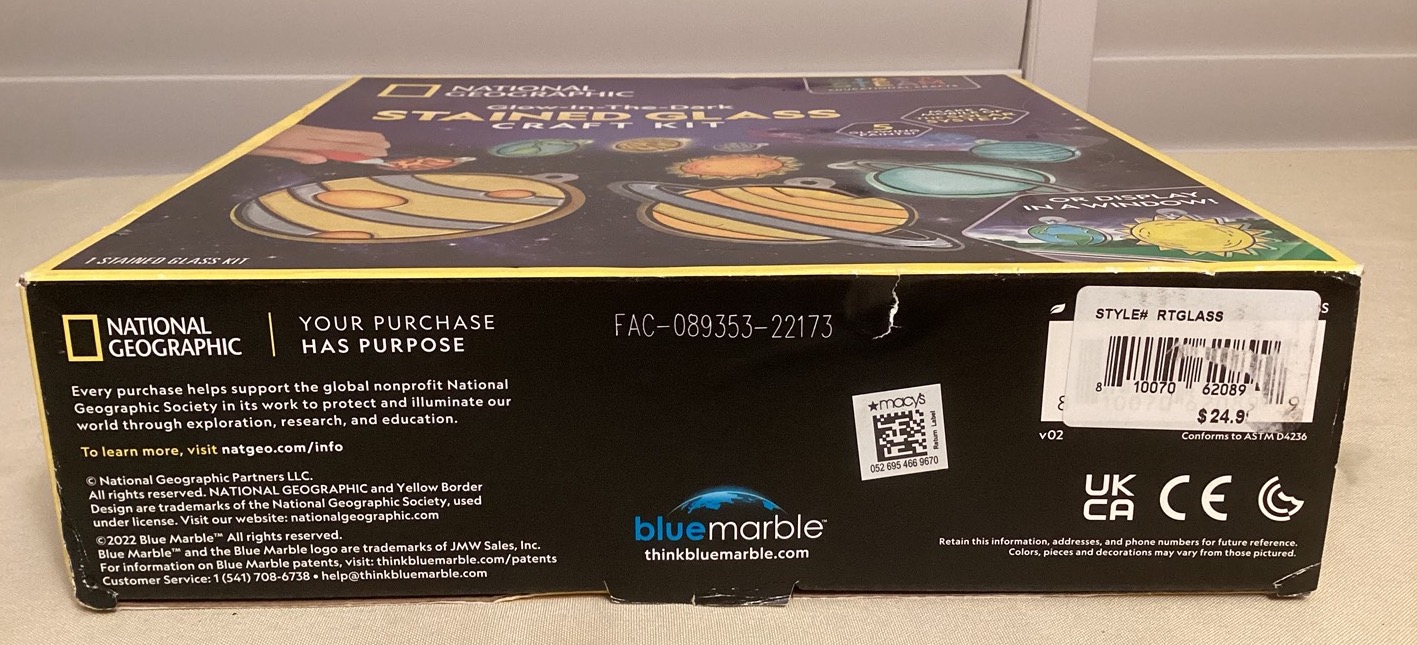 NATIONAL
GEOGRAPHIC
Glow-In-The-Dark
STAINED GLASS
CRAFT KIT
5
MAKE A
SYSTEM
OR DISPLAY
IN A WINDOW!
1 STAINED GLASS KIT
NATIONAL
GEOGRAPHIC
YOUR PURCHASE
HAS PURPOSE
Every purchase helps support the global nonprofit National
Geographic Society in its work to protect and illuminate our
world through exploration, research, and education.
To learn more, visit natgeo.com/info
© National Geographic Partners LLC.
All rights reserved. NATIONAL GEOGRAPHIC and Yellow Border
Design are trademarks of the National Geographic Society, used
under license. Visit our website: nationalgeographic.com
©2022 Blue Marble™ All rights reserved.
Blue Marble™ and the Blue Marble logo are trademarks of JMW Sales, Inc.
For information on Blue Marble patents, visit: thinkbluemarble.com/patents
Customer Service: 1 (541) 708-6738 • help@thinkbluemarble.com
FAC-089353-22173
macys
Return Label
052 695 466 9670
bluemarble™
thinkbluemarble.com
STYLE# RTGLASS
8 10070 62089 9
$24.9
v02
Conforms to ASTM D4236
UK
CA
CE
Retain this information, addresses, and phone numbers for future reference.
Colors, pieces and decorations may vary from those pictured.